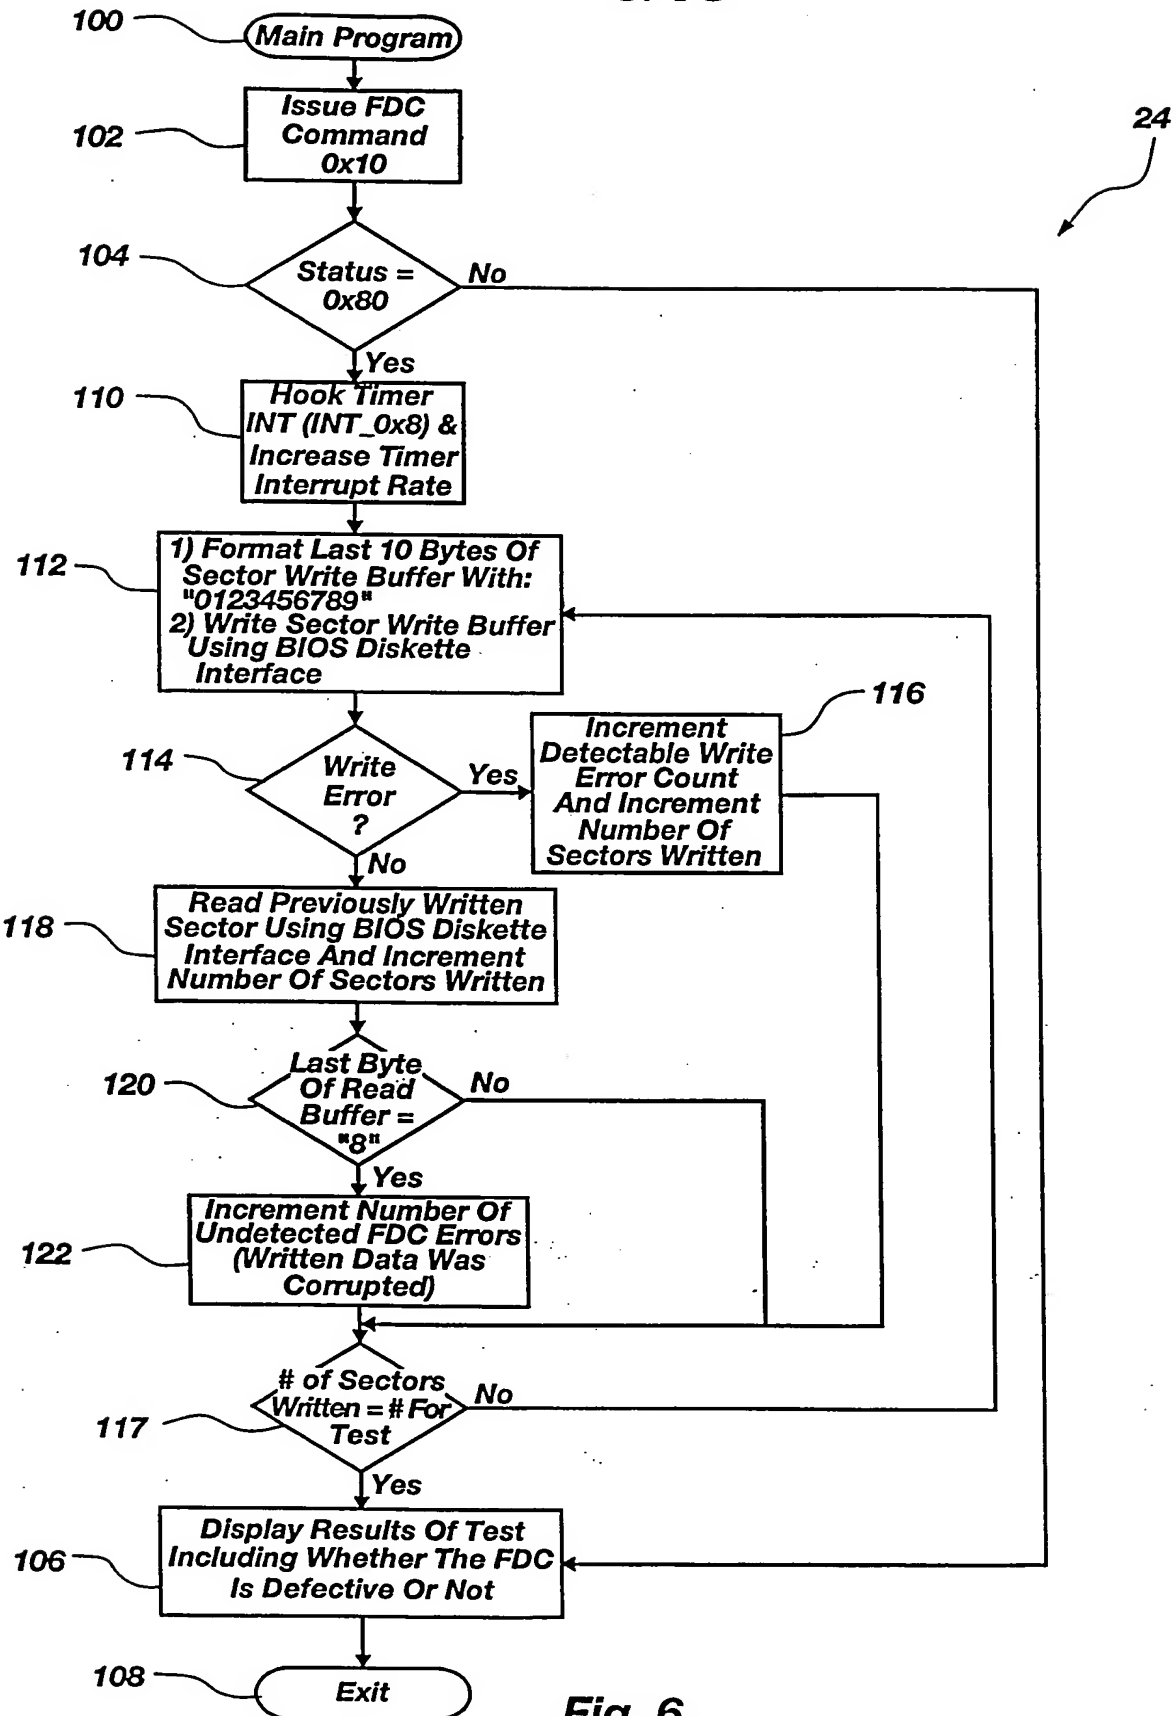 100
Main Program
102
Issue FDC
Command
0x10
24
104
Status =
0x80
No
Yes
110
Hook Timer
INT (INT_0x8) &
Increase Timer
Interrupt Rate
112
1) Format Last 10 Bytes Of
Sector Write Buffer With:
"0123456789"
2) Write Sector Write Buffer
Using BIOS Diskette
Interface
114
Write
Error
?
Yes
No
116
Increment
Detectable Write
Error Count
And Increment
Number Of
Sectors Written
118
Read Previously Written
Sector Using BIOS Diskette
Interface And Increment
Number Of Sectors Written
120
Last Byte
Of Read
Buffer =
"8"
No
Yes
122
Increment Number Of
Undetected FDC Errors
(Written Data Was
Corrupted)
117
# of Sectors
Written = # For
Test
No
Yes
106
Display Results Of Test
Including Whether The FDC
Is Defective Or Not
108
Exit
Fig. 6